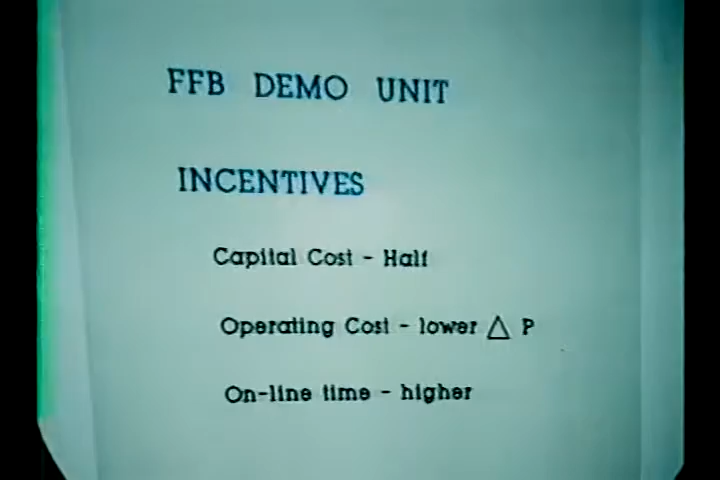 FFB DEMO UNIT
INCENTIVES
Capital Cost - Half
Operating Cost - lower △ P
On-line time - higher